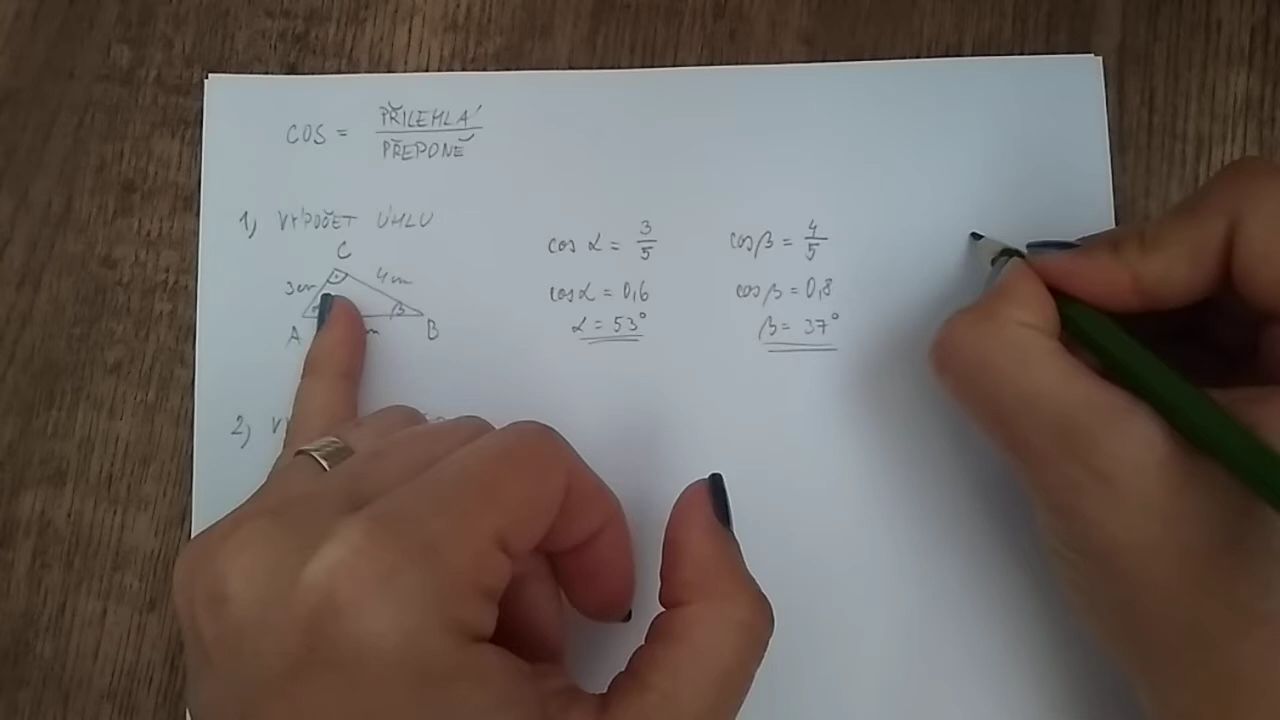 COS = PŘILEHLÁ
PŘEPONĚ
1) VÝPOČET ÚHLU
C
3cm 4cm
β
A m B
cos α = 3/5
cos α = 0,6
α = 53°
cos β = 4/5
cos β = 0,8
β = 37°
2) V